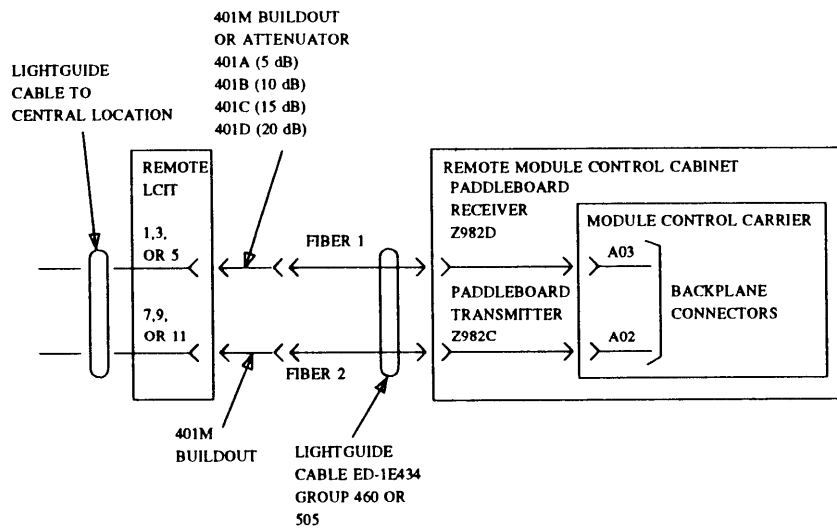 401M BUILDOUT
OR ATTENUATOR
401A (5 dB)
401B (10 dB)
401C (15 dB)
401D (20 dB)
LIGHTGUIDE
CABLE TO
CENTRAL LOCATION
REMOTE
LCIT
1,3,
OR 5
7,9,
OR 11
FIBER 1
FIBER 2
401M
BUILDOUT
LIGHTGUIDE
CABLE ED-1E434
GROUP 460 OR
505
REMOTE MODULE CONTROL CABINET
PADDLEBOARD
RECEIVER
Z982D
PADDLEBOARD
TRANSMITTER
Z982C
MODULE CONTROL CARRIER
A03
A02
BACKPLANE
CONNECTORS